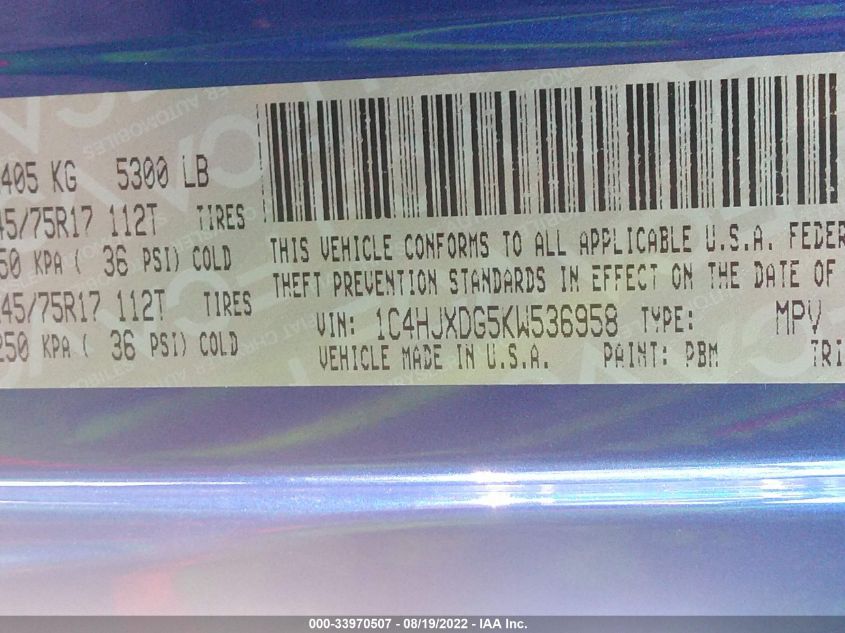 405 KG 5300 LB
45/75R17 112T TIRES
50 KPA ( 36 PSI) COLD
45/75R17 112T TIRES
250 KPA ( 36 PSI) COLD
THIS VEHICLE CONFORMS TO ALL APPLICABLE U.S.A. FEDER
THEFT PREVENTION STANDARDS IN EFFECT ON THE DATE OF
VIN: 1C4HJXDG5KW536958 TYPE: MPV
VEHICLE MADE IN U.S.A. PAINT: PBM TRI
000-33970507 - 08/19/2022 - IAA Inc.